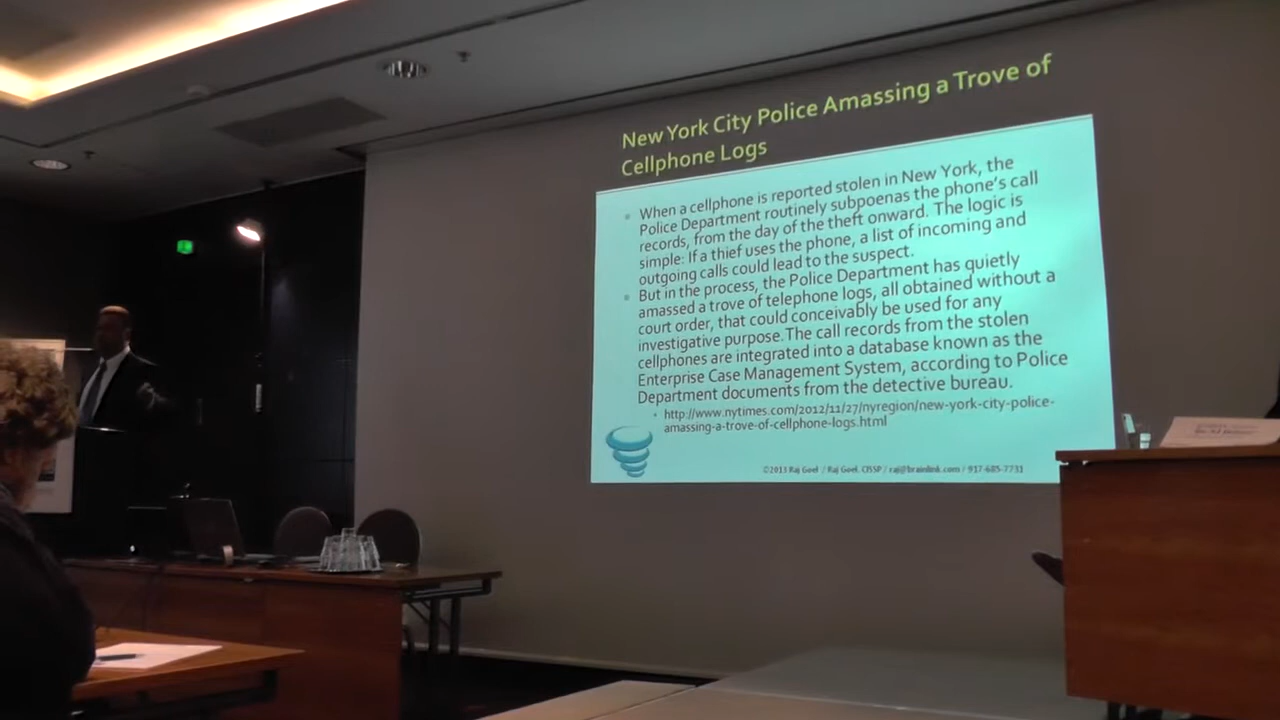 New York City Police Amassing a Trove of
Cellphone Logs
When a cellphone is reported stolen in New York, the
Police Department routinely subpoenas the phone's call
records, from the day of the theft onward. The logic is
simple: If a thief uses the phone, a list of incoming and
outgoing calls could lead to the suspect.
But in the process, the Police Department has quietly
amassed a trove of telephone logs, all obtained without a
court order, that could conceivably be used for any
investigative purpose. The call records from the stolen
cellphones are integrated into a database known as the
Enterprise Case Management System, according to Police
Department documents from the detective bureau.
http://www.nytimes.com/2012/11/27/nyregion/new-york-city-police-
amassing-a-trove-of-cellphone-logs.html
©2013 Raj Goel / Raj Goel, CISSP / raj@brainlink.com / 917-685-7731